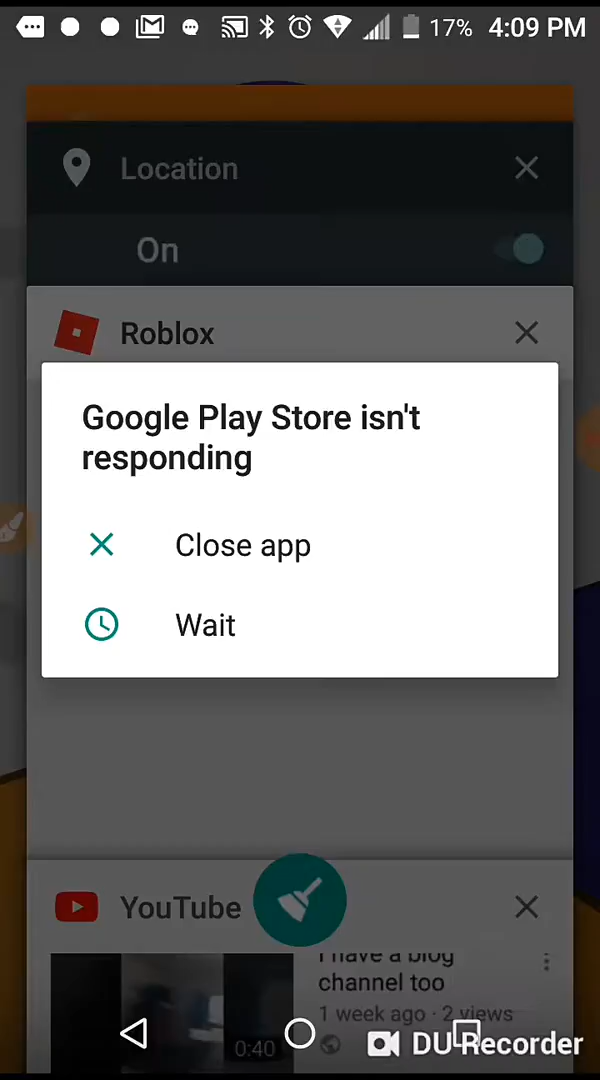 17% 4:09 PM
Location
On
Roblox
Google Play Store isn't
responding
Close app
Wait
YouTube
I have a blog
channel too
1 week ago · 2 views
0:40
DU Recorder